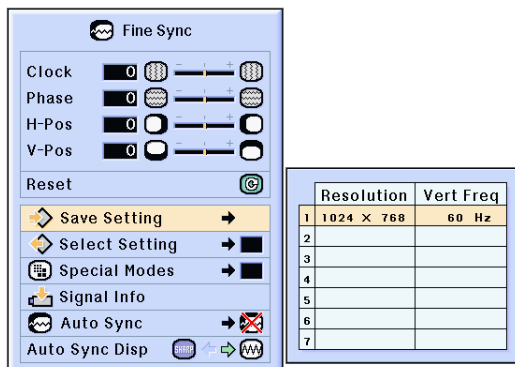 Fine Sync
Clock 0 - +
Phase 0 - +
H-Pos 0 - +
V-Pos 0 - +
Reset
Save Setting
Select Setting
Special Modes
Signal Info
Auto Sync
Auto Sync Disp SHARP
Resolution Vert Freq
1 1024 × 768 60 Hz
2
3
4
5
6
7